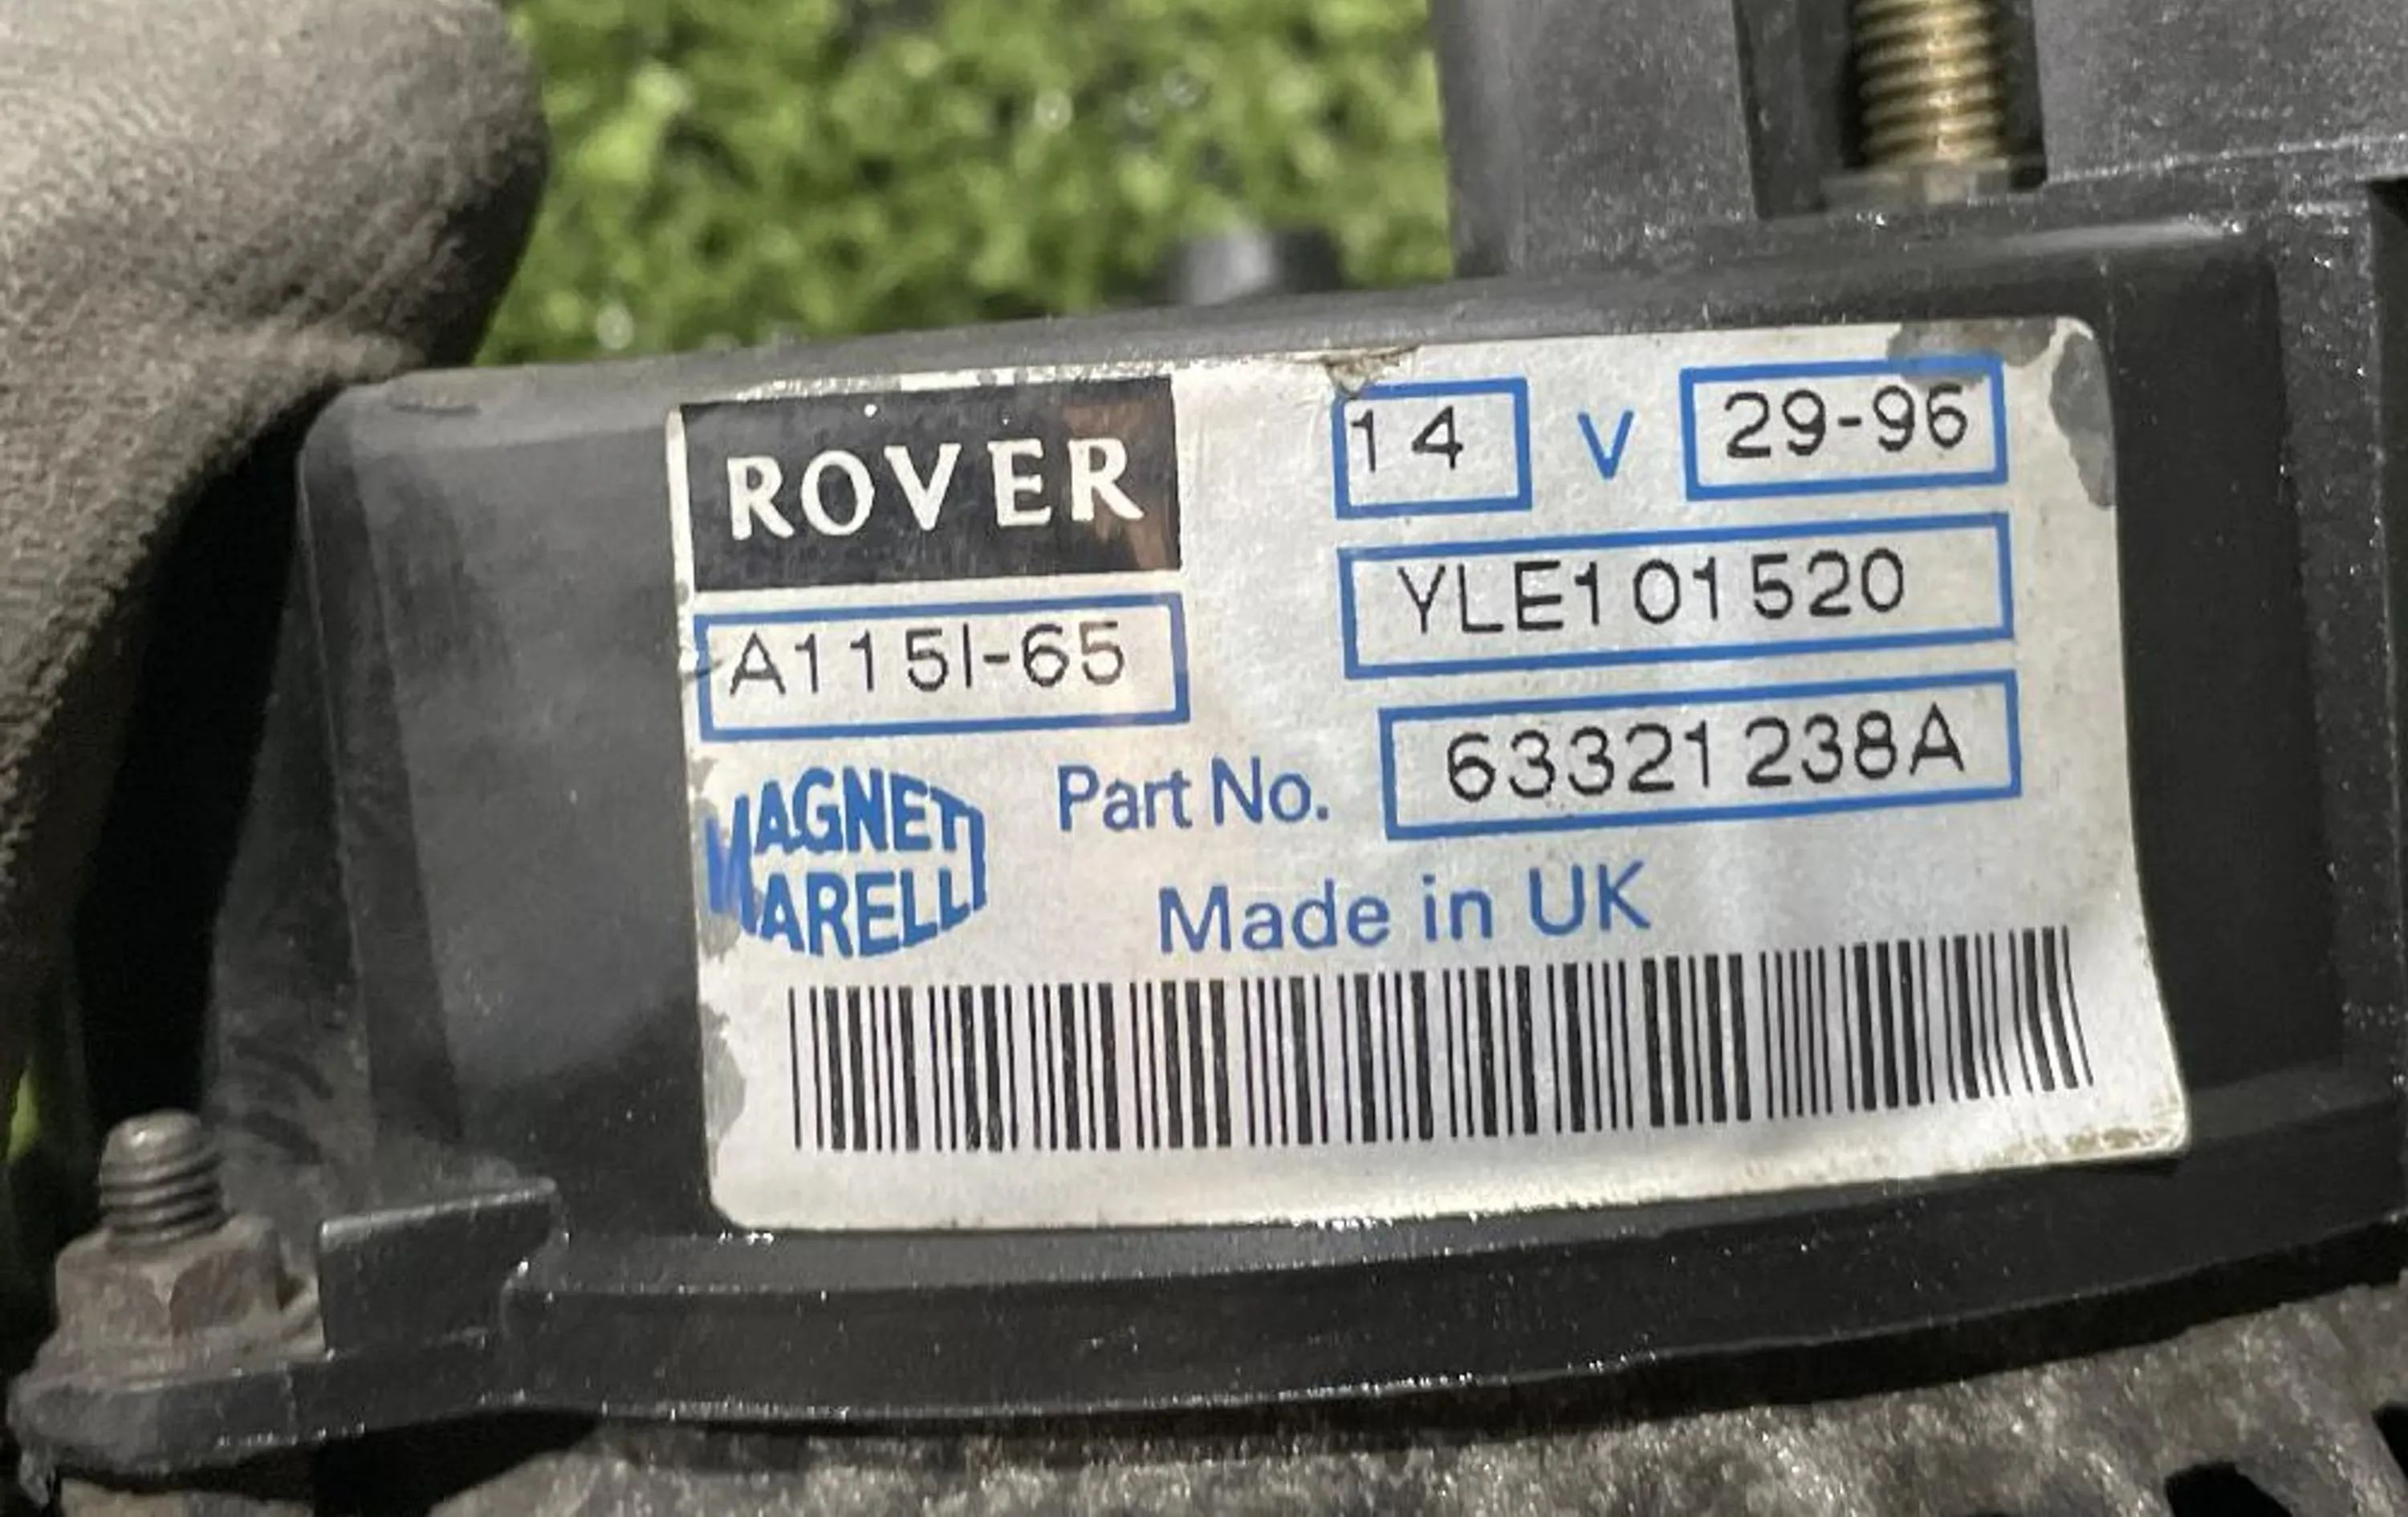 ROVER
14 V 29-96
YLE101520
A115I-65
63321238A
Part No.
MAGNETI
MARELLI
Made in UK